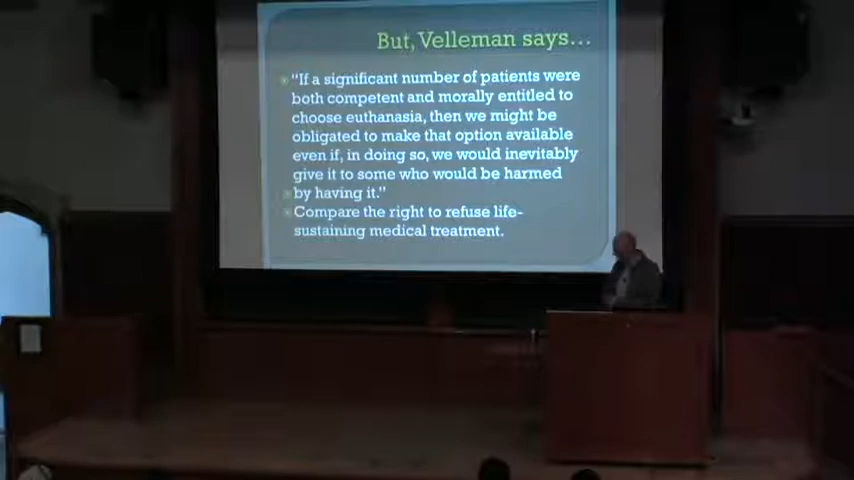 But, Velleman says...
"If a significant number of patients were
both competent and morally entitled to
choose euthanasia, then we might be
obligated to make that option available
even if, in doing so, we would inevitably
give it to some who would be harmed
by having it."
Compare the right to refuse life-
sustaining medical treatment.